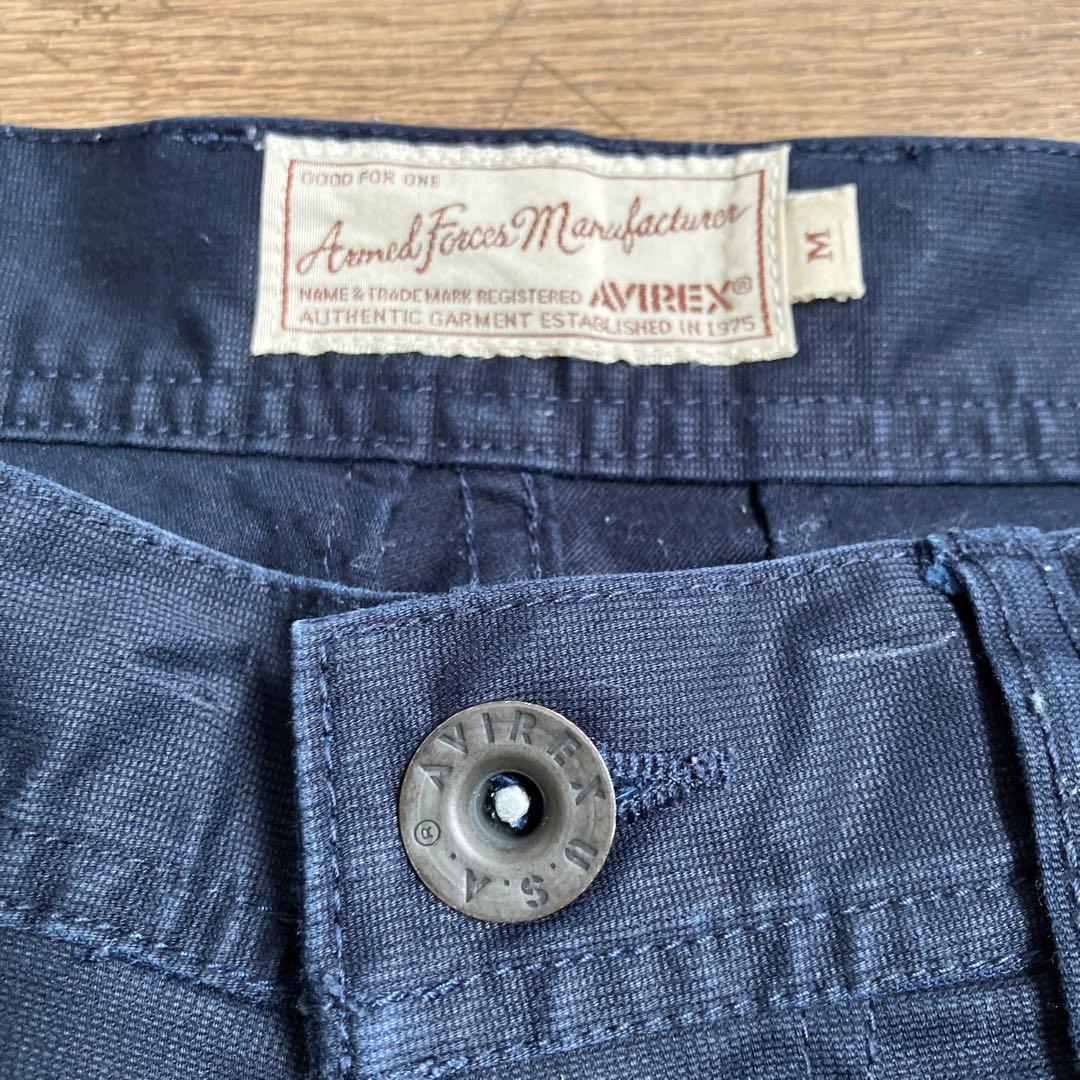 GOOD FOR ONE
Armed Forces Manufacturer
NAME & TRADEMARK REGISTERED AVIREX®
AUTHENTIC GARMENT ESTABLISHED IN 1975
M
AVIREX U.S.A. ®